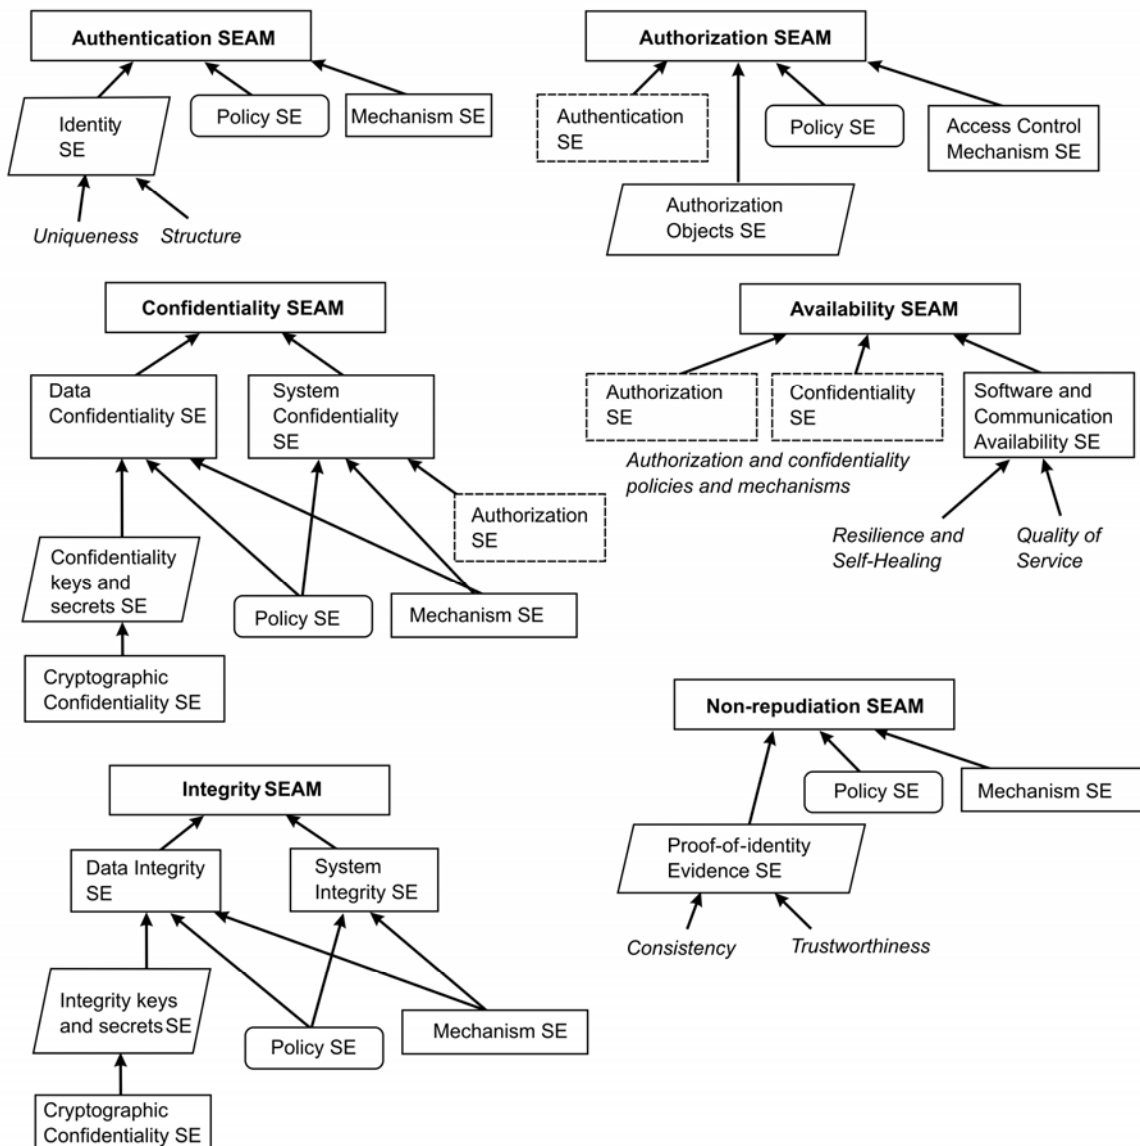 Authentication SEAM
Identity
SE
Policy SE
Mechanism SE
Uniqueness
Structure
Authorization SEAM
Authentication
SE
Policy SE
Access Control
Mechanism SE
Authorization
Objects SE
Confidentiality SEAM
Data
Confidentiality SE
System
Confidentiality
SE
Authorization
SE
Confidentiality
keys and
secrets SE
Policy SE
Mechanism SE
Cryptographic
Confidentiality SE
Availability SEAM
Authorization
SE
Confidentiality
SE
Software and
Communication
Availability SE
Authorization and confidentiality
policies and mechanisms
Resilience and
Self-Healing
Quality of
Service
Integrity SEAM
Data Integrity
SE
System
Integrity SE
Integrity keys
and secrets SE
Policy SE
Mechanism SE
Cryptographic
Confidentiality SE
Non-repudiation SEAM
Policy SE
Mechanism SE
Proof-of-identity
Evidence SE
Consistency
Trustworthiness